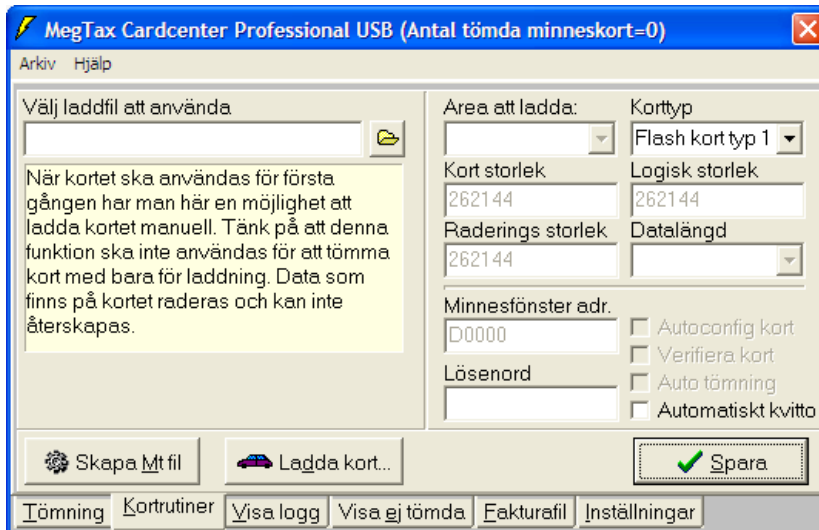 MegTax Cardcenter Professional USB (Antal tömda minneskort=0)
Arkiv Hjälp
Välj laddfil att använda
När kortet ska användas för första
gången har man här en möjlighet att
ladda kortet manuell. Tänk på att denna
funktion ska inte användas för att tömma
kort med bara för laddning. Data som
finns på kortet raderas och kan inte
återskapas.
Area att ladda: Korttyp
Flash kort typ 1
Kort storlek Logisk storlek
262144 262144
Raderings storlek Datalängd
262144
Minnesfönster adr.
D0000
Lösenord
Autoconfig kort
Verifiera kort
Auto tömning
Automatiskt kvitto
Skapa Mt fil Ladda kort... Spara
Tömning Kortrutiner Visa logg Visa ej tömda Fakturafil Inställningar